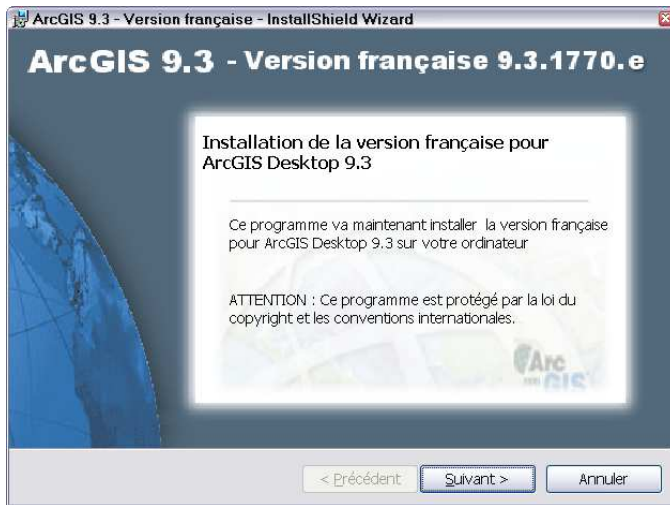 ArcGIS 9.3 - Version française - InstallShield Wizard
ArcGIS 9.3 - Version française 9.3.1770.e
Installation de la version française pour
ArcGIS Desktop 9.3
Ce programme va maintenant installer la version française
pour ArcGIS Desktop 9.3 sur votre ordinateur
ATTENTION : Ce programme est protégé par la loi du
copyright et les conventions internationales.
Arc
GIS
< Précédent
Suivant >
Annuler